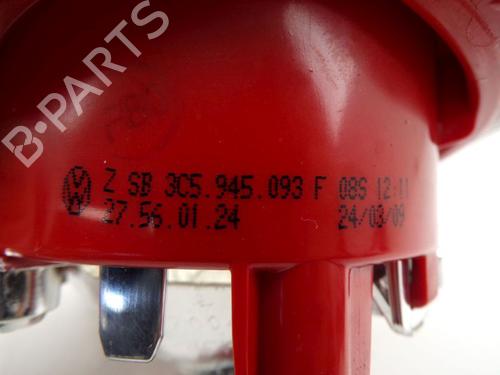 Z SB 3C5.945.093 F 08S 12:11
27.56.01.24 24/03/09
B-PARTS